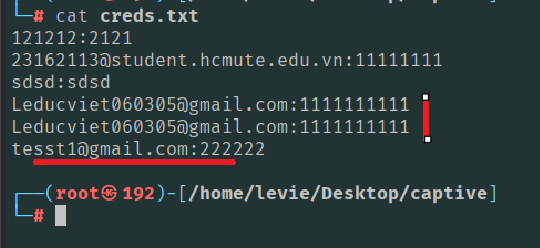 └─# cat creds.txt
121212:2121
23162113@student.hcmute.edu.vn:11111111
sdsd:sdsd
Leducviet060305@gmail.com:1111111111
Leducviet060305@gmail.com:1111111111
tesst1@gmail.com:222222
┌──(root㉿192)-[/home/levie/Desktop/captive]
└─#